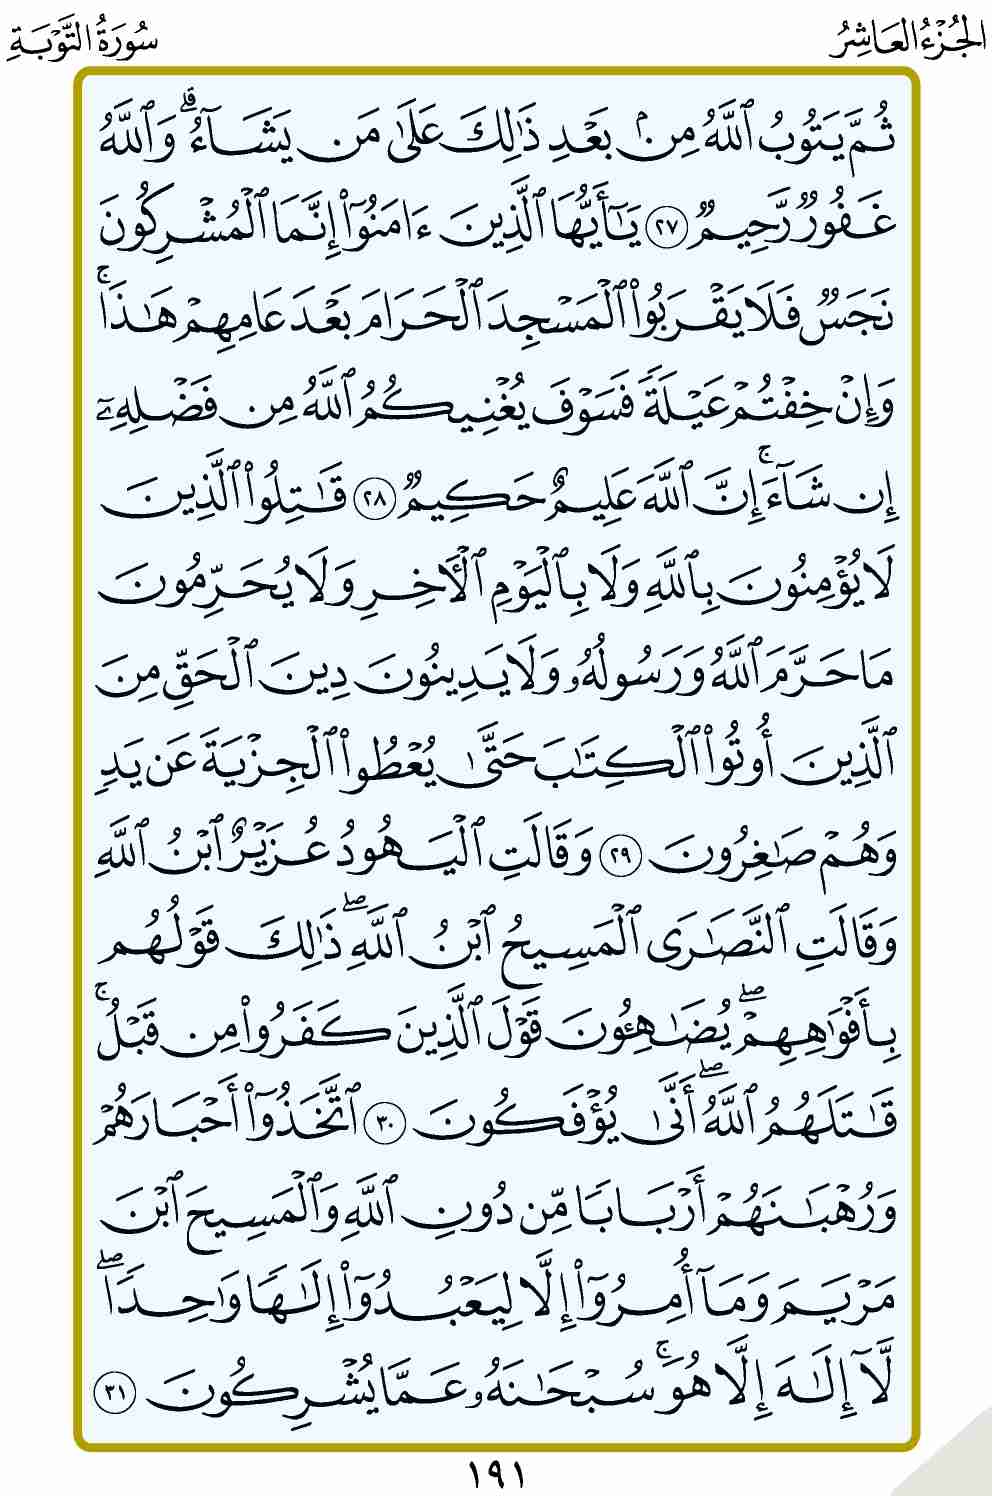 الجُزْءُ العَاشِرُ
سُورَةُ التَّوْبَةِ
ثُمَّ يَتُوبُ ٱللَّهُ مِنۢ بَعْدِ ذَٰلِكَ عَلَىٰ مَن يَشَآءُۗ وَٱللَّهُ
غَفُورٌ رَّحِيمٌ ٢٧ يَـٰٓأَيُّهَا ٱلَّذِينَ ءَامَنُوٓا۟ إِنَّمَا ٱلْمُشْرِكُونَ
نَجَسٌ فَلَا يَقْرَبُوا۟ ٱلْمَسْجِدَ ٱلْحَرَامَ بَعْدَ عَامِهِمْ هَـٰذَاۚ
وَإِنْ خِفْتُمْ عَيْلَةً فَسَوْفَ يُغْنِيكُمُ ٱللَّهُ مِن فَضْلِهِۦٓ
إِن شَآءَۚ إِنَّ ٱللَّهَ عَلِيمٌ حَكِيمٌ ٢٨ قَـٰتِلُوا۟ ٱلَّذِينَ
لَا يُؤْمِنُونَ بِٱللَّهِ وَلَا بِٱلْيَوْمِ ٱلْـَٔاخِرِ وَلَا يُحَرِّمُونَ
مَا حَرَّمَ ٱللَّهُ وَرَسُولُهُۥ وَلَا يَدِينُونَ دِينَ ٱلْحَقِّ مِنَ
ٱلَّذِينَ أُوتُوا۟ ٱلْكِتَـٰبَ حَتَّىٰ يُعْطُوا۟ ٱلْجِزْيَةَ عَن يَدٍ
وَهُمْ صَـٰغِرُونَ ٢٩ وَقَالَتِ ٱلْيَهُودُ عُزَيْرٌ ٱبْنُ ٱللَّهِ
وَقَالَتِ ٱلنَّصَـٰرَى ٱلْمَسِيحُ ٱبْنُ ٱللَّهِۖ ذَٰلِكَ قَوْلُهُم
بِأَفْوَٰهِهِمْۖ يُضَـٰهِـُٔونَ قَوْلَ ٱلَّذِينَ كَفَرُوا۟ مِن قَبْلُۚ
قَـٰتَلَهُمُ ٱللَّهُۖ أَنَّىٰ يُؤْفَكُونَ ٣٠ ٱتَّخَذُوٓا۟ أَحْبَارَهُمْ
وَرُهْبَـٰنَهُمْ أَرْبَابًا مِّن دُونِ ٱللَّهِ وَٱلْمَسِيحَ ٱبْنَ
مَرْيَمَ وَمَآ أُمِرُوٓا۟ إِلَّا لِيَعْبُدُوٓا۟ إِلَـٰهًا وَٰحِدًاۖ
لَّآ إِلَـٰهَ إِلَّا هُوَۚ سُبْحَـٰنَهُۥ عَمَّا يُشْرِكُونَ ٣١
١٩١